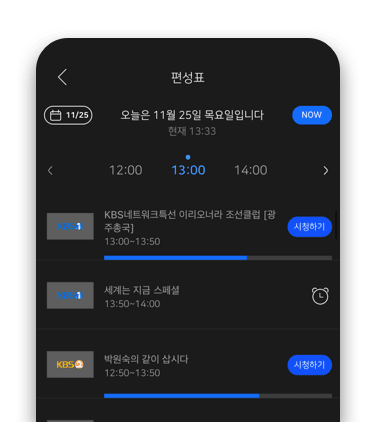 편성표
11/25
오늘은 11월 25일 목요일입니다
NOW
현재 13:33
12:00
13:00
14:00
KBS1
KBS네트워크특선 이리오너라 조선클럽 [광
주총국]
13:00~13:50
시청하기
KBS1
세계는 지금 스페셜
13:50~14:00
KBS2
박원숙의 같이 삽시다
12:50~13:50
시청하기